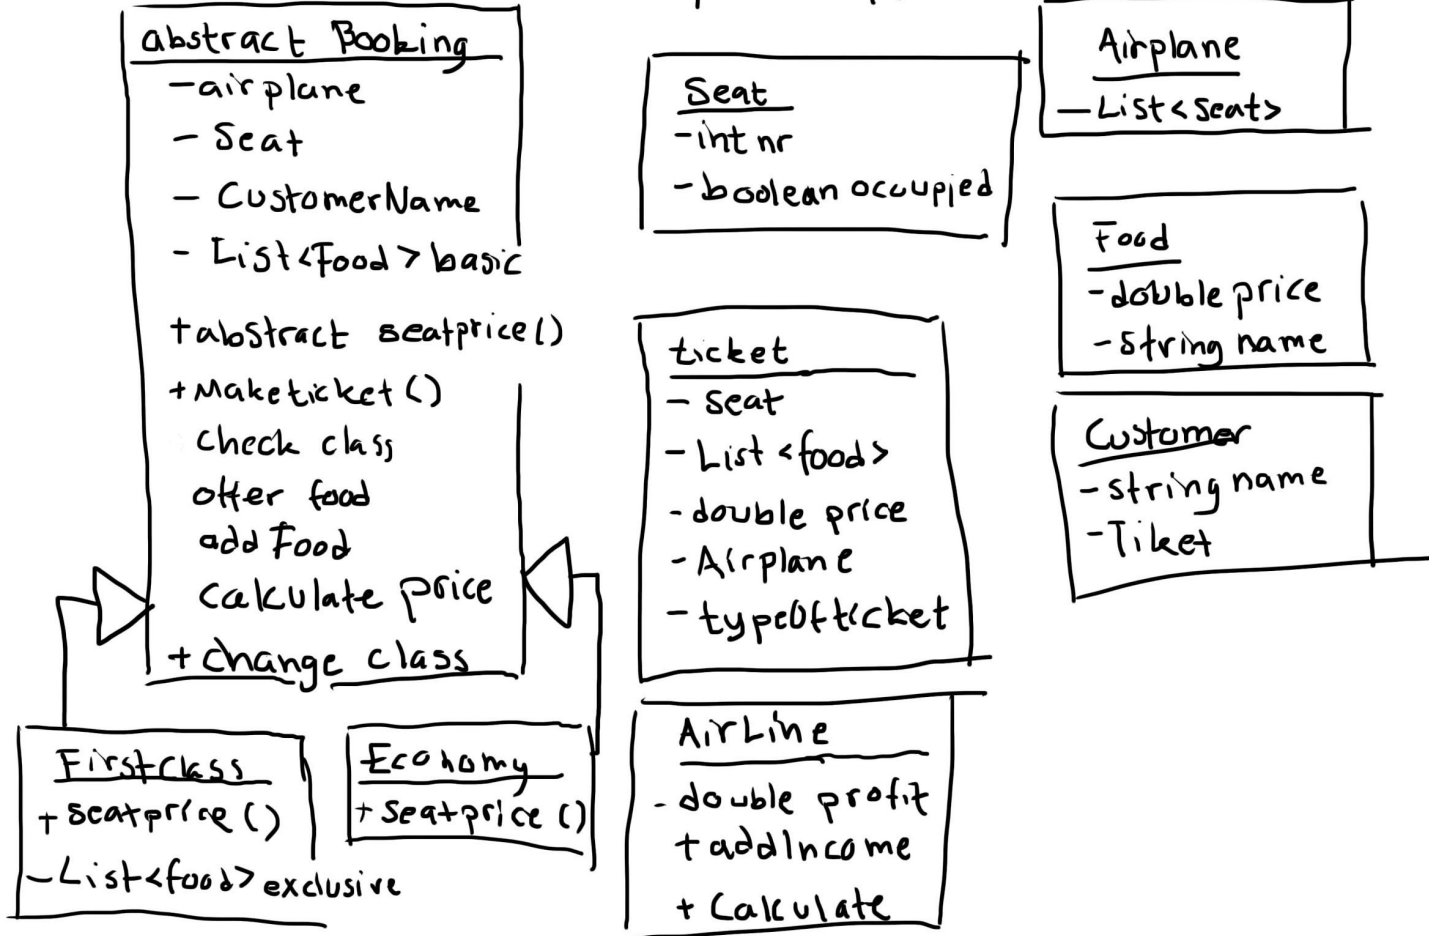 abstract Booking
-airplane
- Seat
- CustomerName
- List<Food> basic
+abstract seatprice()
+Maketicket()
check class
offer food
add Food
Calculate price
+ change class
FirstClass
+ seatprice()
-List<food> exclusive
Economy
+ Seatprice()
Seat
-int nr
-boolean occupied
ticket
- seat
- List <food>
- double price
- Airplane
- typeOfticket
AirLine
- double profit
+ addIncome
+ Calculate
Airplane
- List<Seat>
Food
-double price
-String name
Customer
-string name
-Tiket